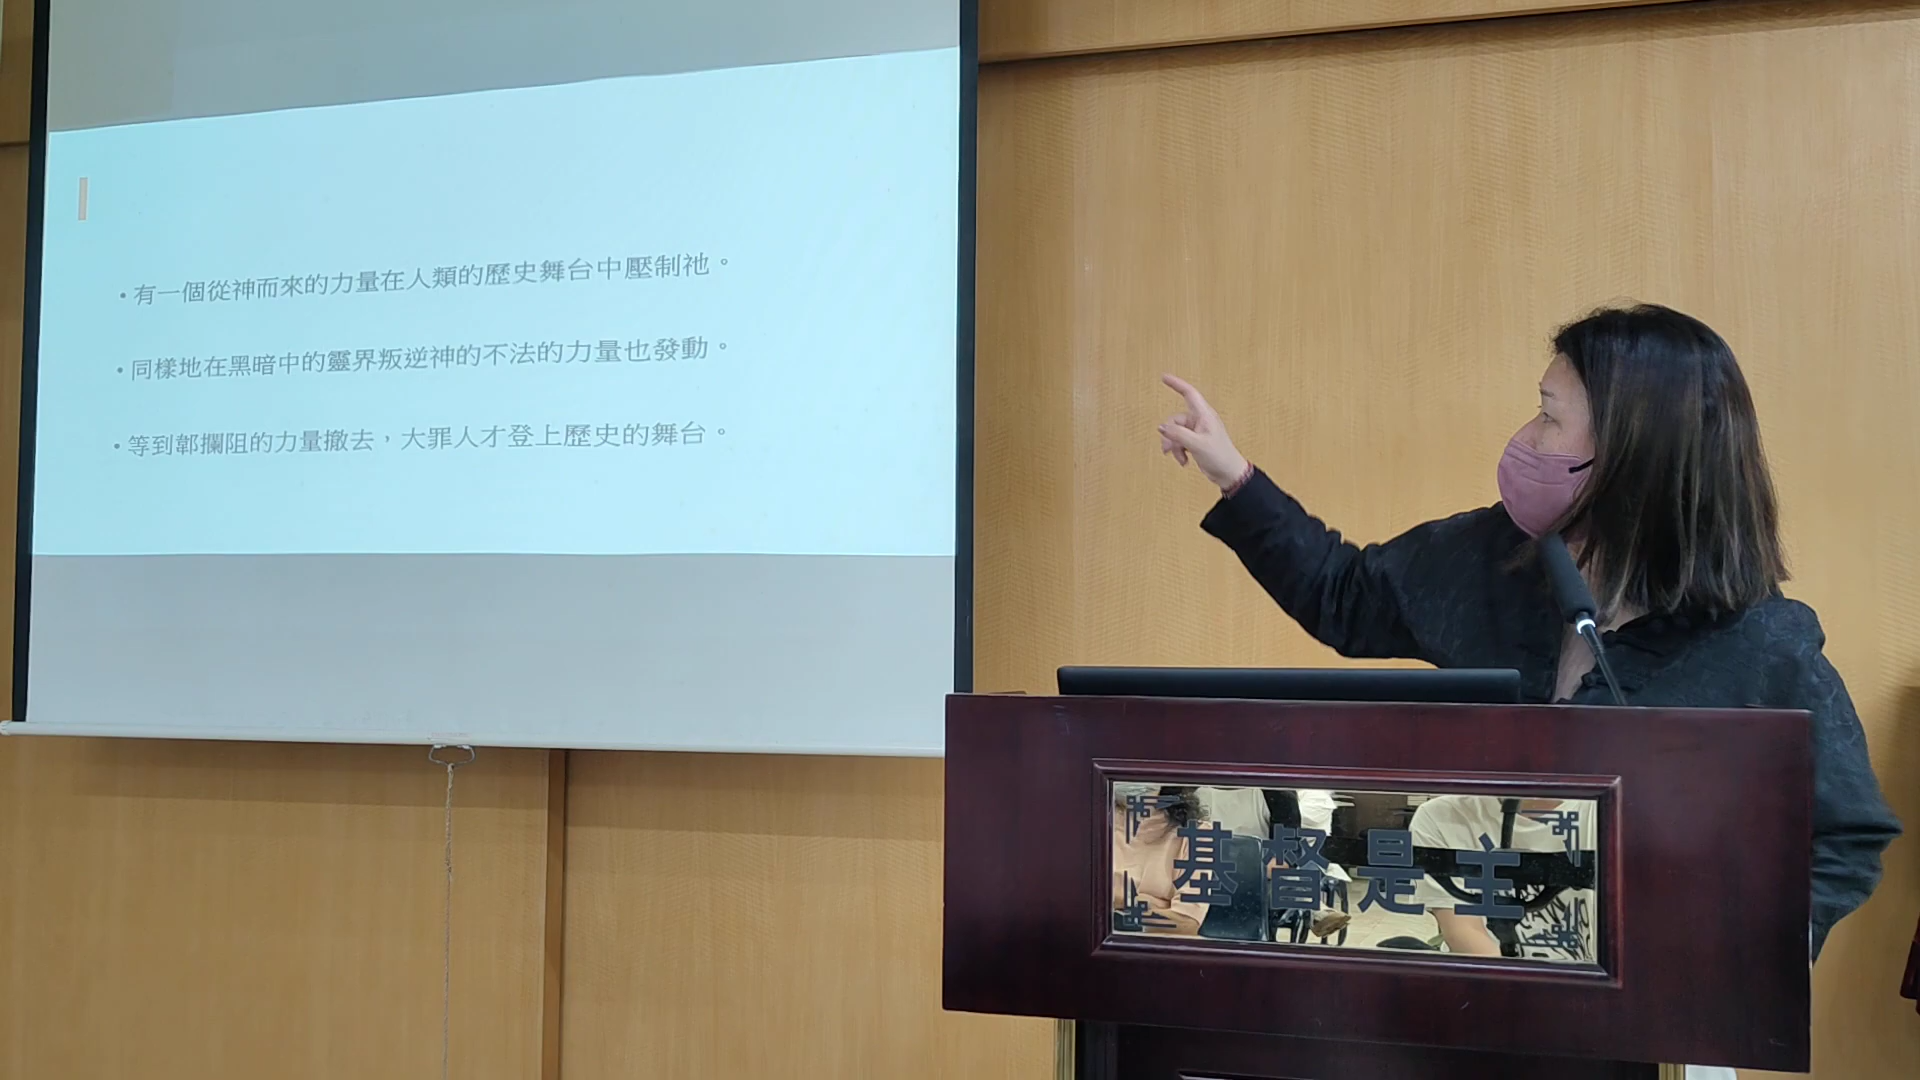 • 有一個從神而來的力量在人類的歷史舞台中壓制祂。
• 同樣地在黑暗中的靈界叛逆神的不法的力量也發動。
• 等到鄣攔阻的力量撤去，大罪人才登上歷史的舞台。
基督是主